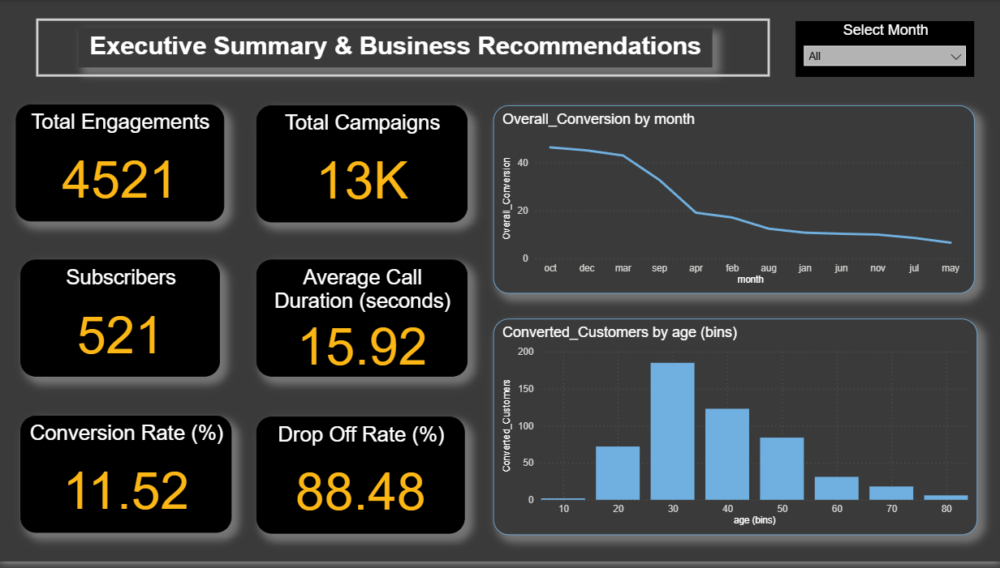 Executive Summary & Business Recommendations
Select Month
All
Total Engagements
4521
Total Campaigns
13K
Subscribers
521
Average Call
Duration (seconds)
15.92
Conversion Rate (%)
11.52
Drop Off Rate (%)
88.48
Overall_Conversion by month
Overall_Conversion
40
20
0
oct dec mar sep apr feb aug jan jun nov jul may
month
Converted_Customers by age (bins)
Converted_Customers
200
150
100
50
0
10 20 30 40 50 60 70 80
age (bins)